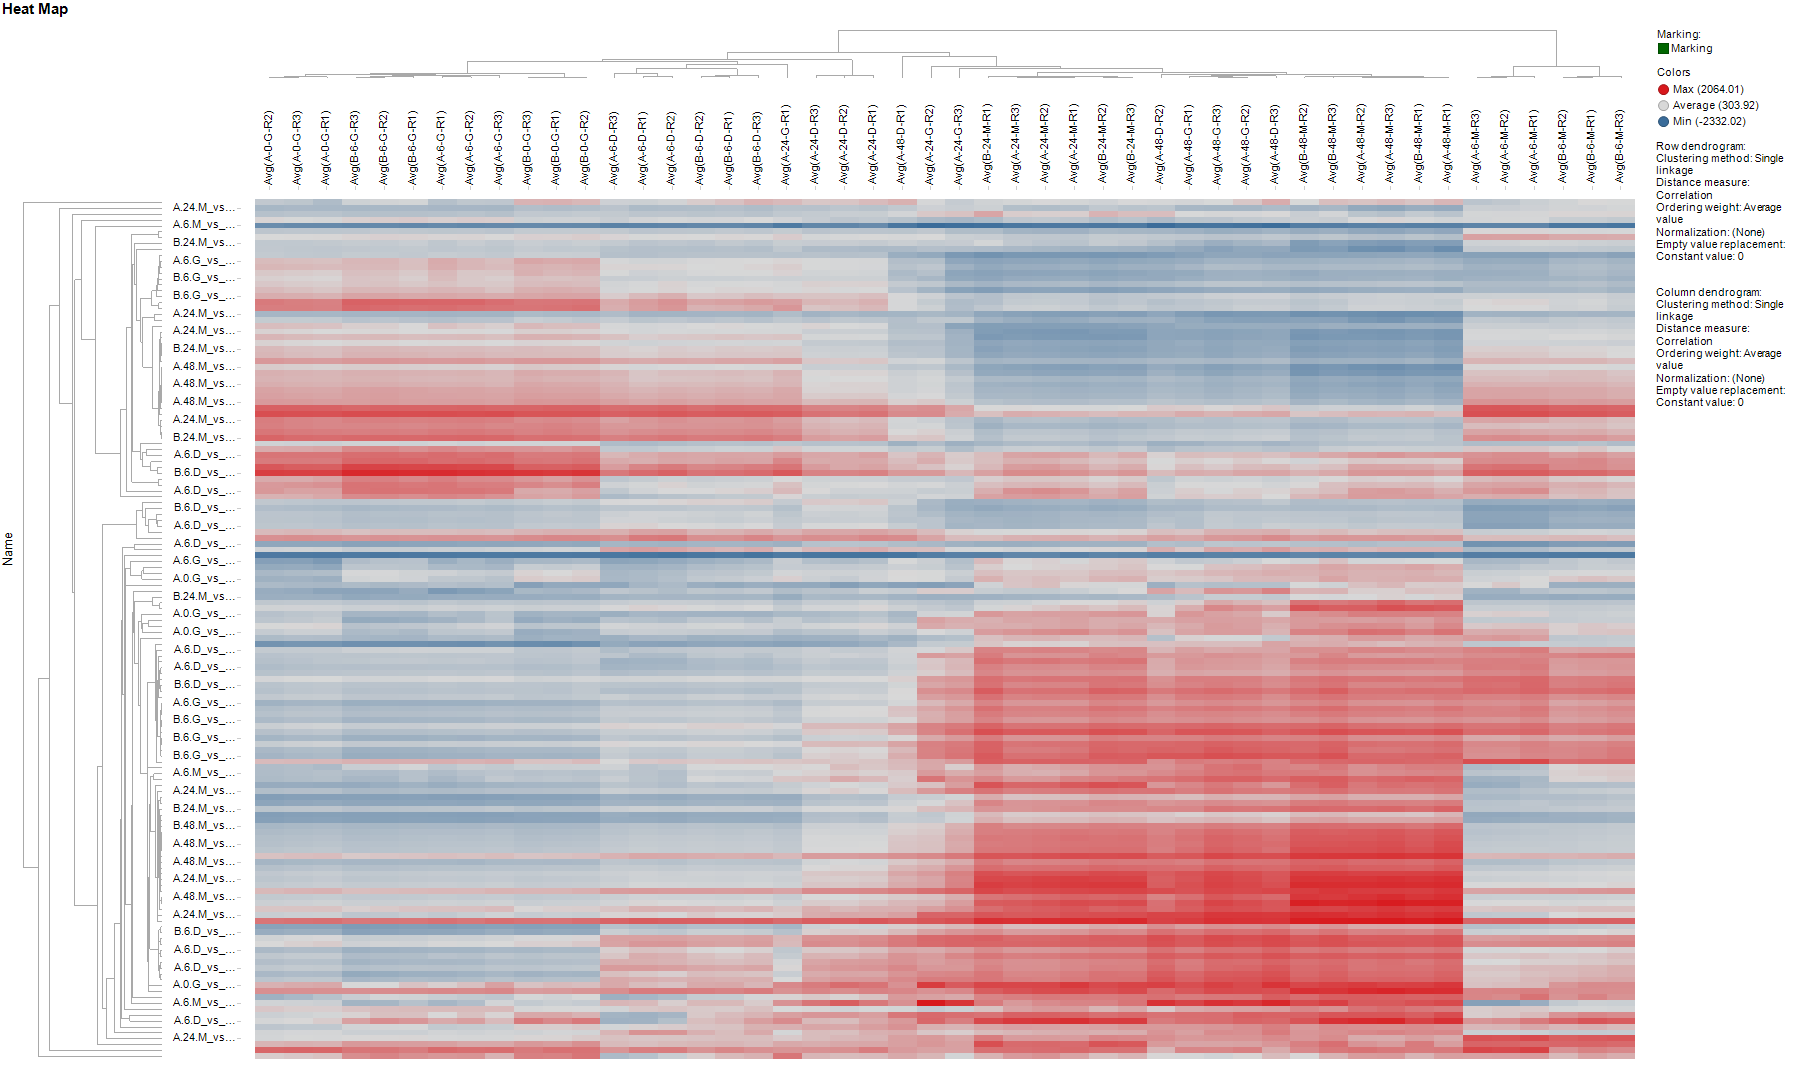 Heat Map
Avg(A-0-G-R2)
Avg(A-0-G-R3)
Avg(A-0-G-R1)
Avg(B-6-G-R3)
Avg(B-6-G-R2)
Avg(B-6-G-R1)
Avg(A-6-G-R1)
Avg(A-6-G-R2)
Avg(A-6-G-R3)
Avg(B-0-G-R3)
Avg(B-0-G-R1)
Avg(B-0-G-R2)
Avg(A-6-D-R3)
Avg(A-6-D-R1)
Avg(A-6-D-R2)
Avg(B-6-D-R2)
Avg(B-6-D-R1)
Avg(B-6-D-R3)
Avg(A-24-G-R1)
Avg(A-24-D-R3)
Avg(A-24-D-R2)
Avg(A-24-D-R1)
Avg(A-48-D-R1)
Avg(A-24-G-R2)
Avg(A-24-G-R3)
Avg(B-24-M-R1)
Avg(A-24-M-R3)
Avg(A-24-M-R2)
Avg(A-24-M-R1)
Avg(B-24-M-R2)
Avg(B-24-M-R3)
Avg(A-48-D-R2)
Avg(A-48-G-R1)
Avg(A-48-G-R3)
Avg(A-48-G-R2)
Avg(A-48-D-R3)
Avg(B-48-M-R2)
Avg(B-48-M-R3)
Avg(A-48-M-R2)
Avg(A-48-M-R3)
Avg(B-48-M-R1)
Avg(A-48-M-R1)
Avg(A-6-M-R3)
Avg(A-6-M-R2)
Avg(A-6-M-R1)
Avg(B-6-M-R2)
Avg(B-6-M-R1)
Avg(B-6-M-R3)
Name
A.24.M_vs_...
A.6.M_vs_...
B.24.M_vs...
A.6.G_vs_...
B.6.G_vs_...
B.6.G_vs_...
A.24.M_vs...
A.24.M_vs...
B.24.M_vs...
A.48.M_vs...
A.48.M_vs...
A.48.M_vs...
A.24.M_vs...
B.24.M_vs...
A.6.D_vs_...
B.6.D_vs_...
A.6.D_vs_...
B.6.D_vs_...
A.6.D_vs_...
A.6.D_vs_...
A.6.G_vs_...
A.0.G_vs_...
B.24.M_vs...
A.0.G_vs_...
A.0.G_vs_...
A.6.D_vs_...
A.6.D_vs_...
B.6.D_vs_...
A.6.G_vs_...
B.6.G_vs_...
B.6.G_vs_...
B.6.G_vs_...
A.6.M_vs_...
A.24.M_vs...
B.24.M_vs...
B.48.M_vs...
A.48.M_vs...
A.48.M_vs...
A.24.M_vs...
A.48.M_vs...
A.24.M_vs...
B.6.D_vs_...
A.6.D_vs_...
A.6.D_vs_...
A.0.G_vs_...
A.6.M_vs_...
A.6.D_vs_...
A.24.M_vs...
Marking:
Marking
Colors
Max (2064.01)
Average (303.92)
Min (-2332.02)
Row dendrogram:
Clustering method: Single
linkage
Distance measure:
Correlation
Ordering weight: Average
value
Normalization: (None)
Empty value replacement:
Constant value: 0
Column dendrogram:
Clustering method: Single
linkage
Distance measure:
Correlation
Ordering weight: Average
value
Normalization: (None)
Empty value replacement:
Constant value: 0